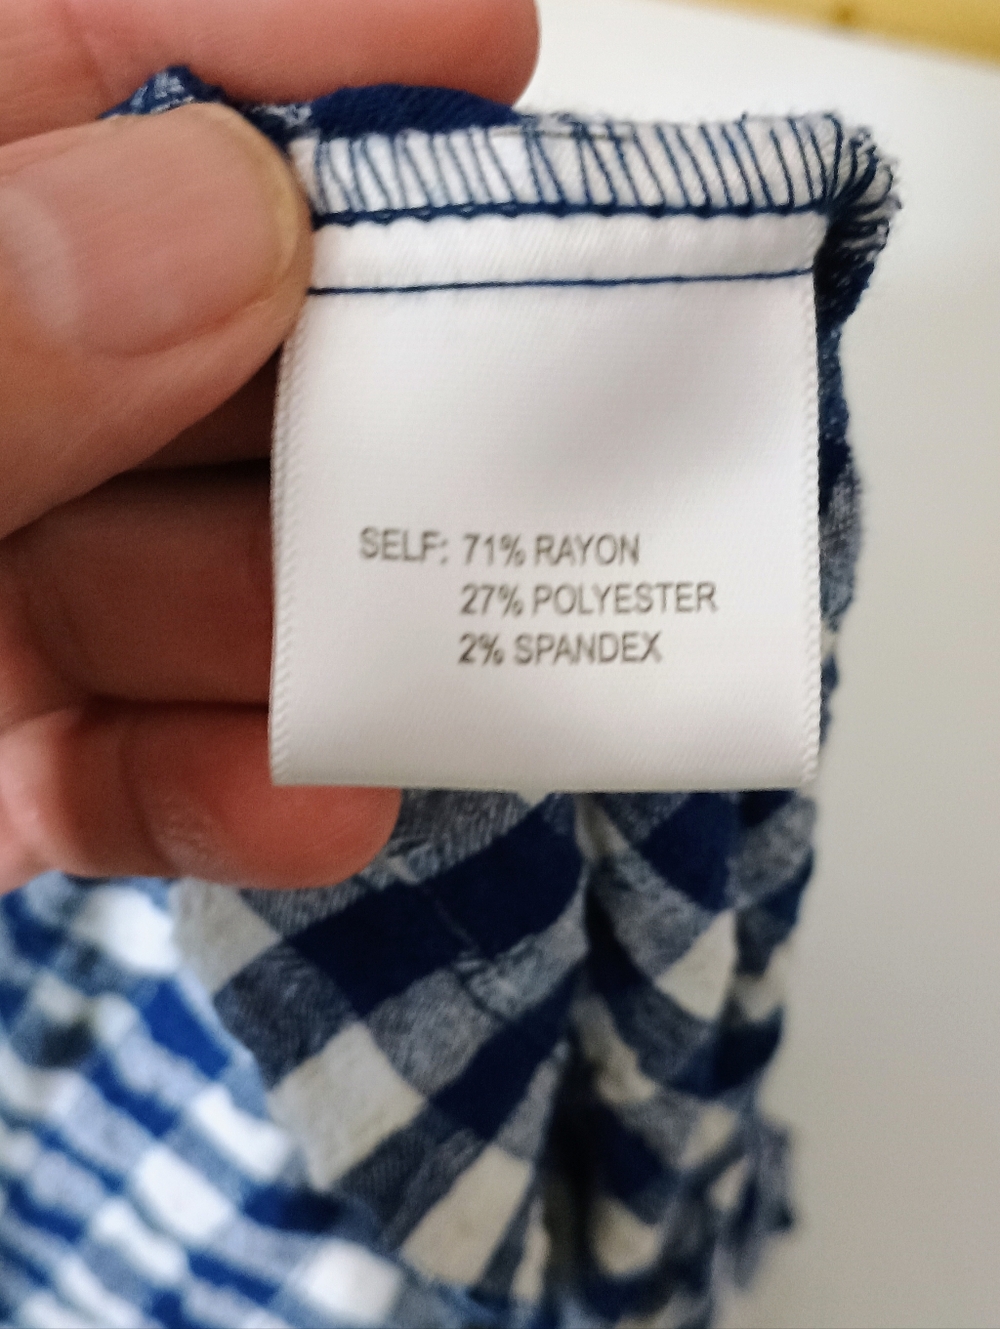 SELF: 71% RAYON
27% POLYESTER
2% SPANDEX